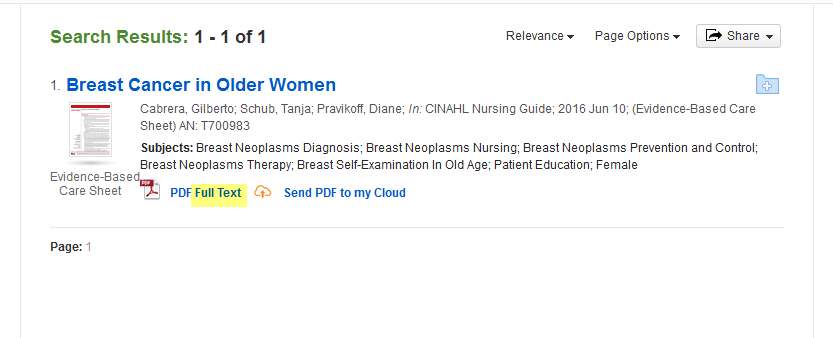 Search Results: 1 - 1 of 1
Relevance Page Options Share
1. Breast Cancer in Older Women
Cabrera, Gilberto; Schub, Tanja; Pravikoff, Diane; In: CINAHL Nursing Guide; 2016 Jun 10; (Evidence-Based Care
Sheet) AN: T700983
Subjects: Breast Neoplasms Diagnosis; Breast Neoplasms Nursing; Breast Neoplasms Prevention and Control;
Breast Neoplasms Therapy; Breast Self-Examination In Old Age; Patient Education; Female
Evidence-Based
Care Sheet
PDF PDF Full Text Send PDF to my Cloud
Page: 1